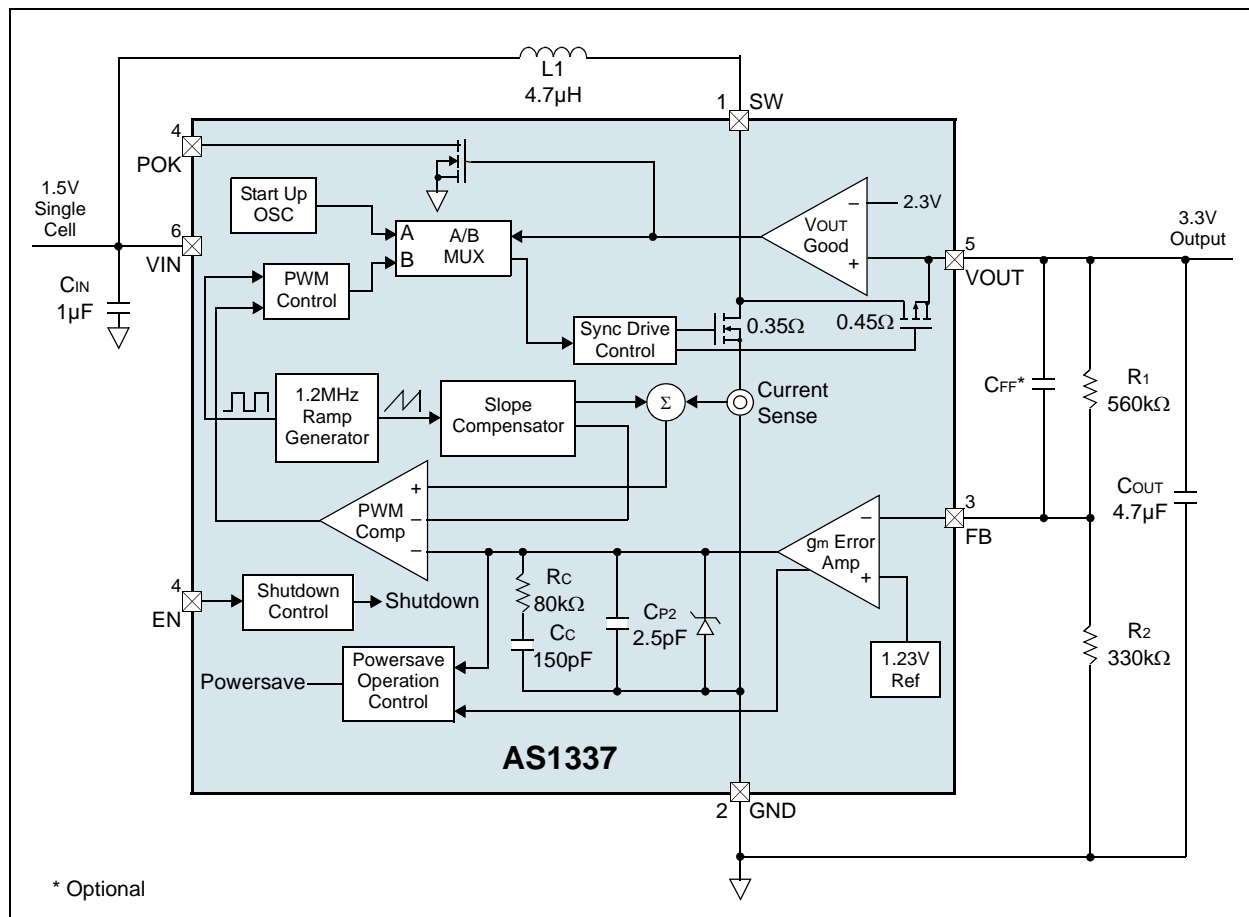 L1
4.7µH
1
SW
4
POK
1.5V
Single
Cell
6
VIN
CIN
1µF
Start Up
OSC
A
B
A/B
MUX
PWM
Control
VOUT
Good
−
+
2.3V
5
VOUT
3.3V
Output
Sync Drive
Control
0.35Ω
0.45Ω
1.2MHz
Ramp
Generator
Slope
Compensator
Σ
Current
Sense
CFF*
R1
560kΩ
COUT
4.7µF
PWM
Comp
+
−
−
gm Error
Amp
−
+
3
FB
4
EN
Shutdown
Control
Shutdown
RC
80kΩ
CC
150pF
CP2
2.5pF
1.23V
Ref
R2
330kΩ
Powersave
Powersave
Operation
Control
AS1337
2
GND
* Optional